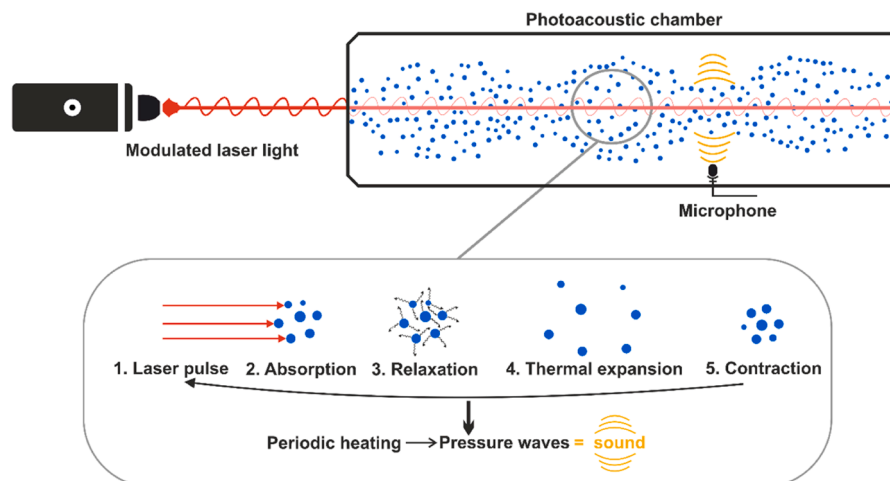 Photoacoustic chamber
Modulated laser light
Microphone
1. Laser pulse 2. Absorption 3. Relaxation 4. Thermal expansion 5. Contraction
Periodic heating → Pressure waves = sound